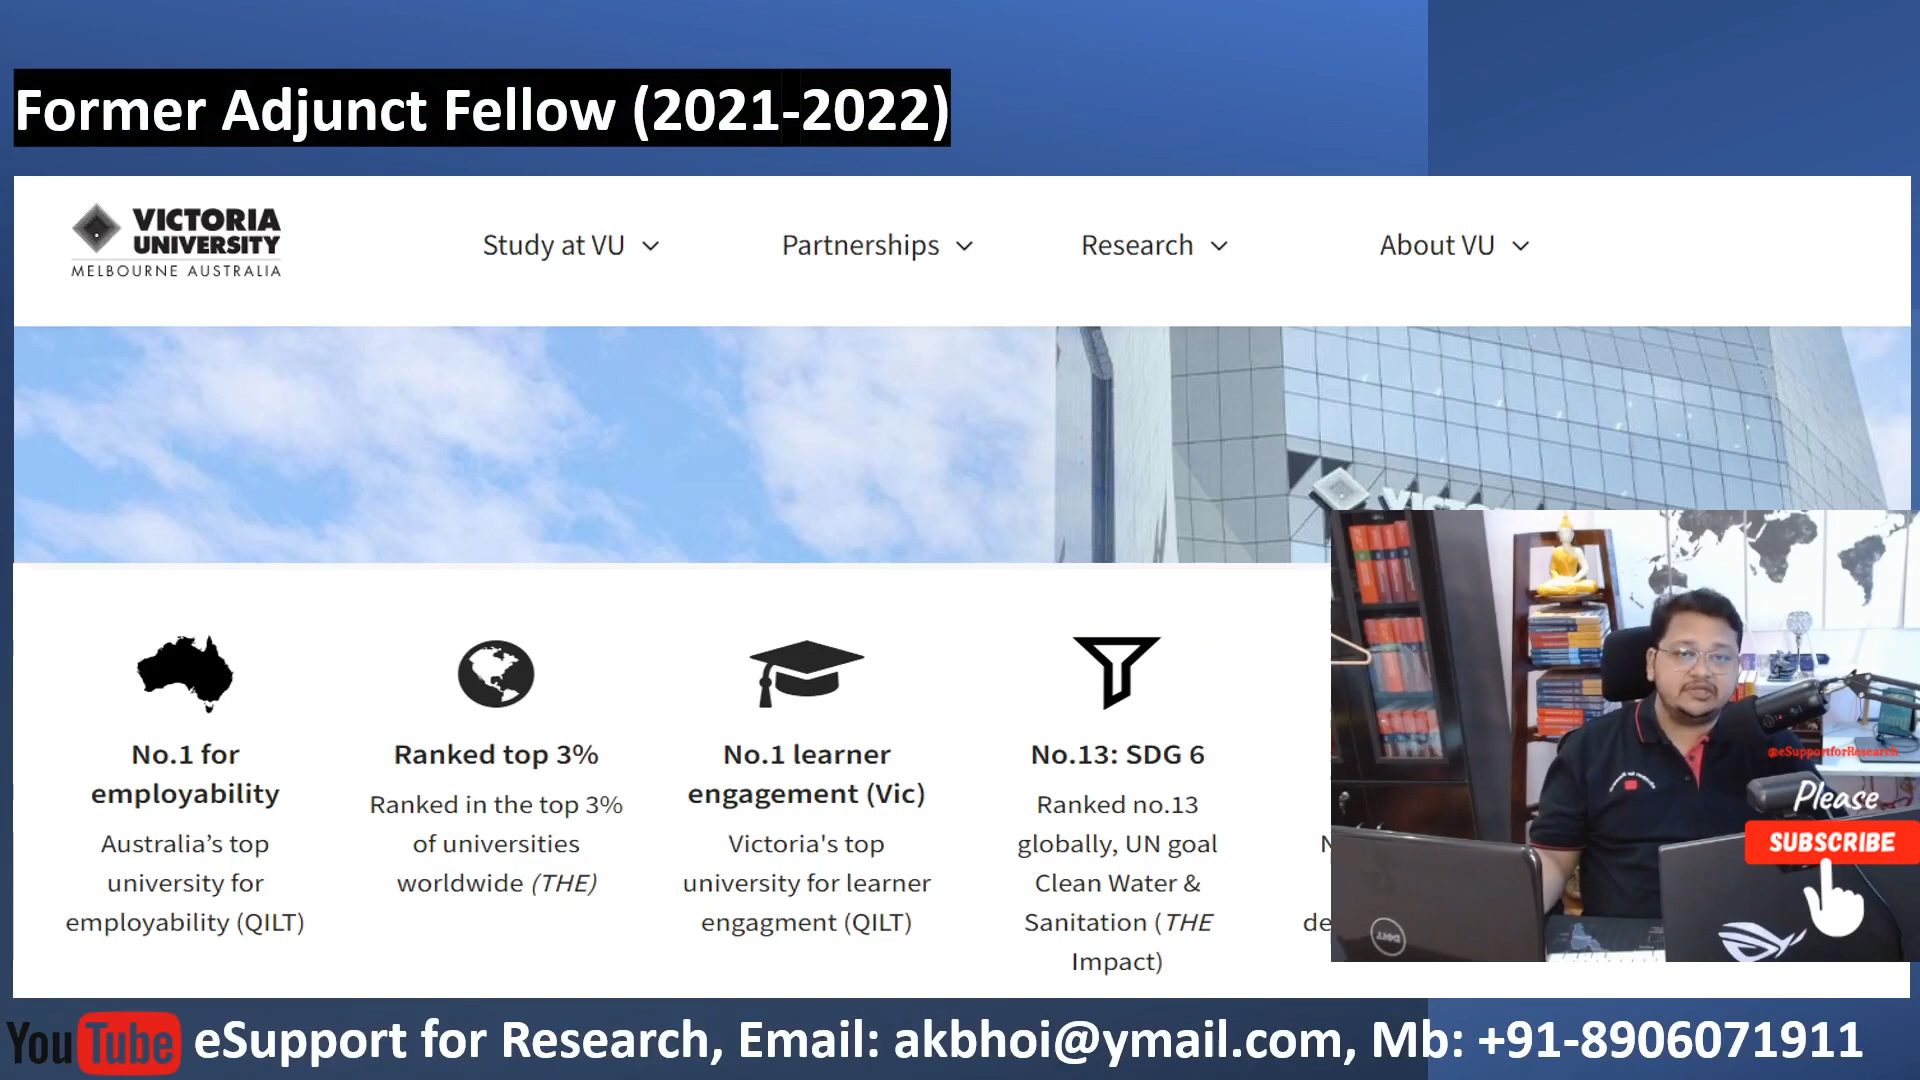 Former Adjunct Fellow (2021-2022)
VICTORIA
UNIVERSITY
MELBOURNE AUSTRALIA
Study at VU
Partnerships
Research
About VU
No.1 for
employability
Australia’s top
university for
employability (QILT)
Ranked top 3%
Ranked in the top 3%
of universities
worldwide (THE)
No.1 learner
engagement (Vic)
Victoria's top
university for learner
engagment (QILT)
No.13: SDG 6
Ranked no.13
globally, UN goal
Clean Water &
Sanitation (THE
Impact)
N
de
@eSupportforResearch
Please
SUBSCRIBE
DELL
YouTube eSupport for Research, Email: akbhoi@ymail.com, Mb: +91-8906071911